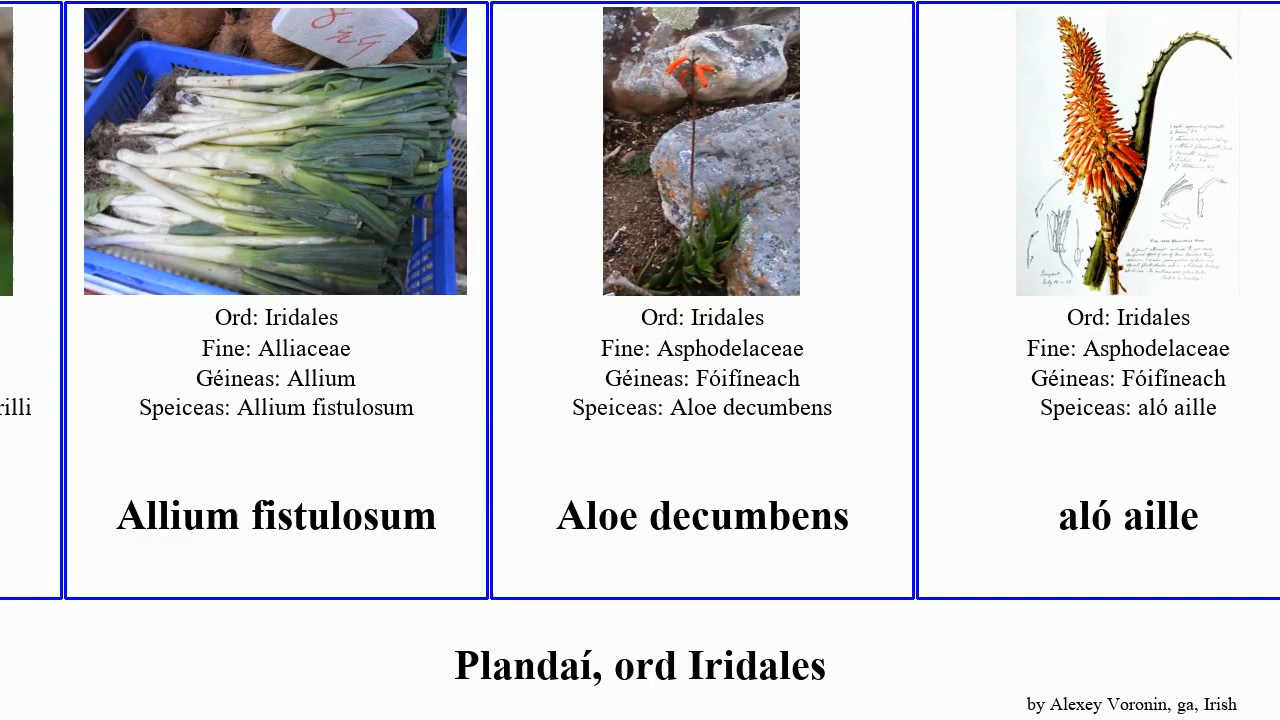 rilli
Ord: Iridales
Fine: Alliaceae
Géineas: Allium
Speiceas: Allium fistulosum
Allium fistulosum
Ord: Iridales
Fine: Asphodelaceae
Géineas: Fóifíneach
Speiceas: Aloe decumbens
Aloe decumbens
Ord: Iridales
Fine: Asphodelaceae
Géineas: Fóifíneach
Speiceas: aló aille
aló aille
Plandaí, ord Iridales
by Alexey Voronin, ga, Irish